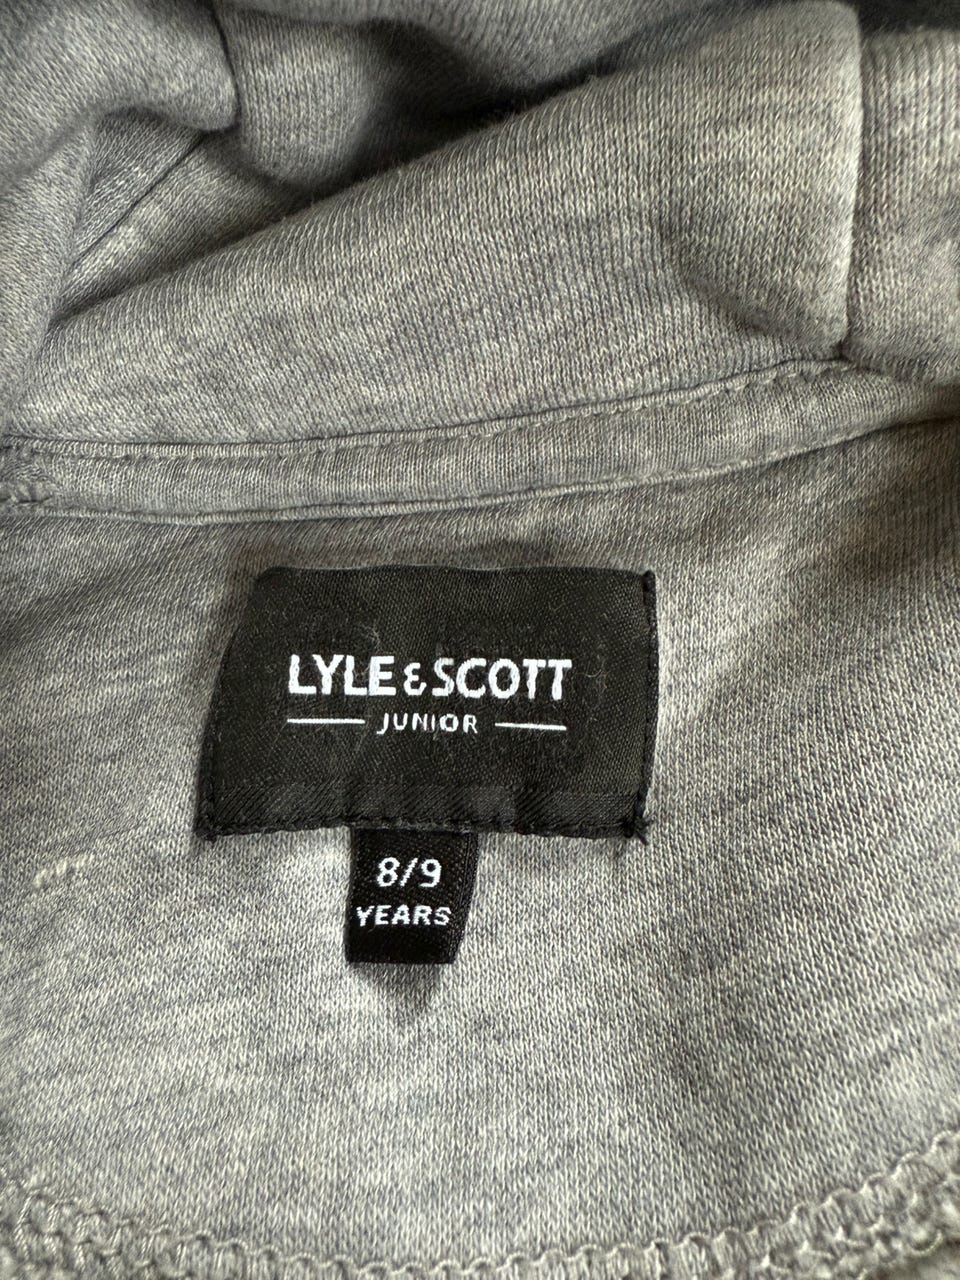 LYLE & SCOTT
JUNIOR
8/9
YEARS